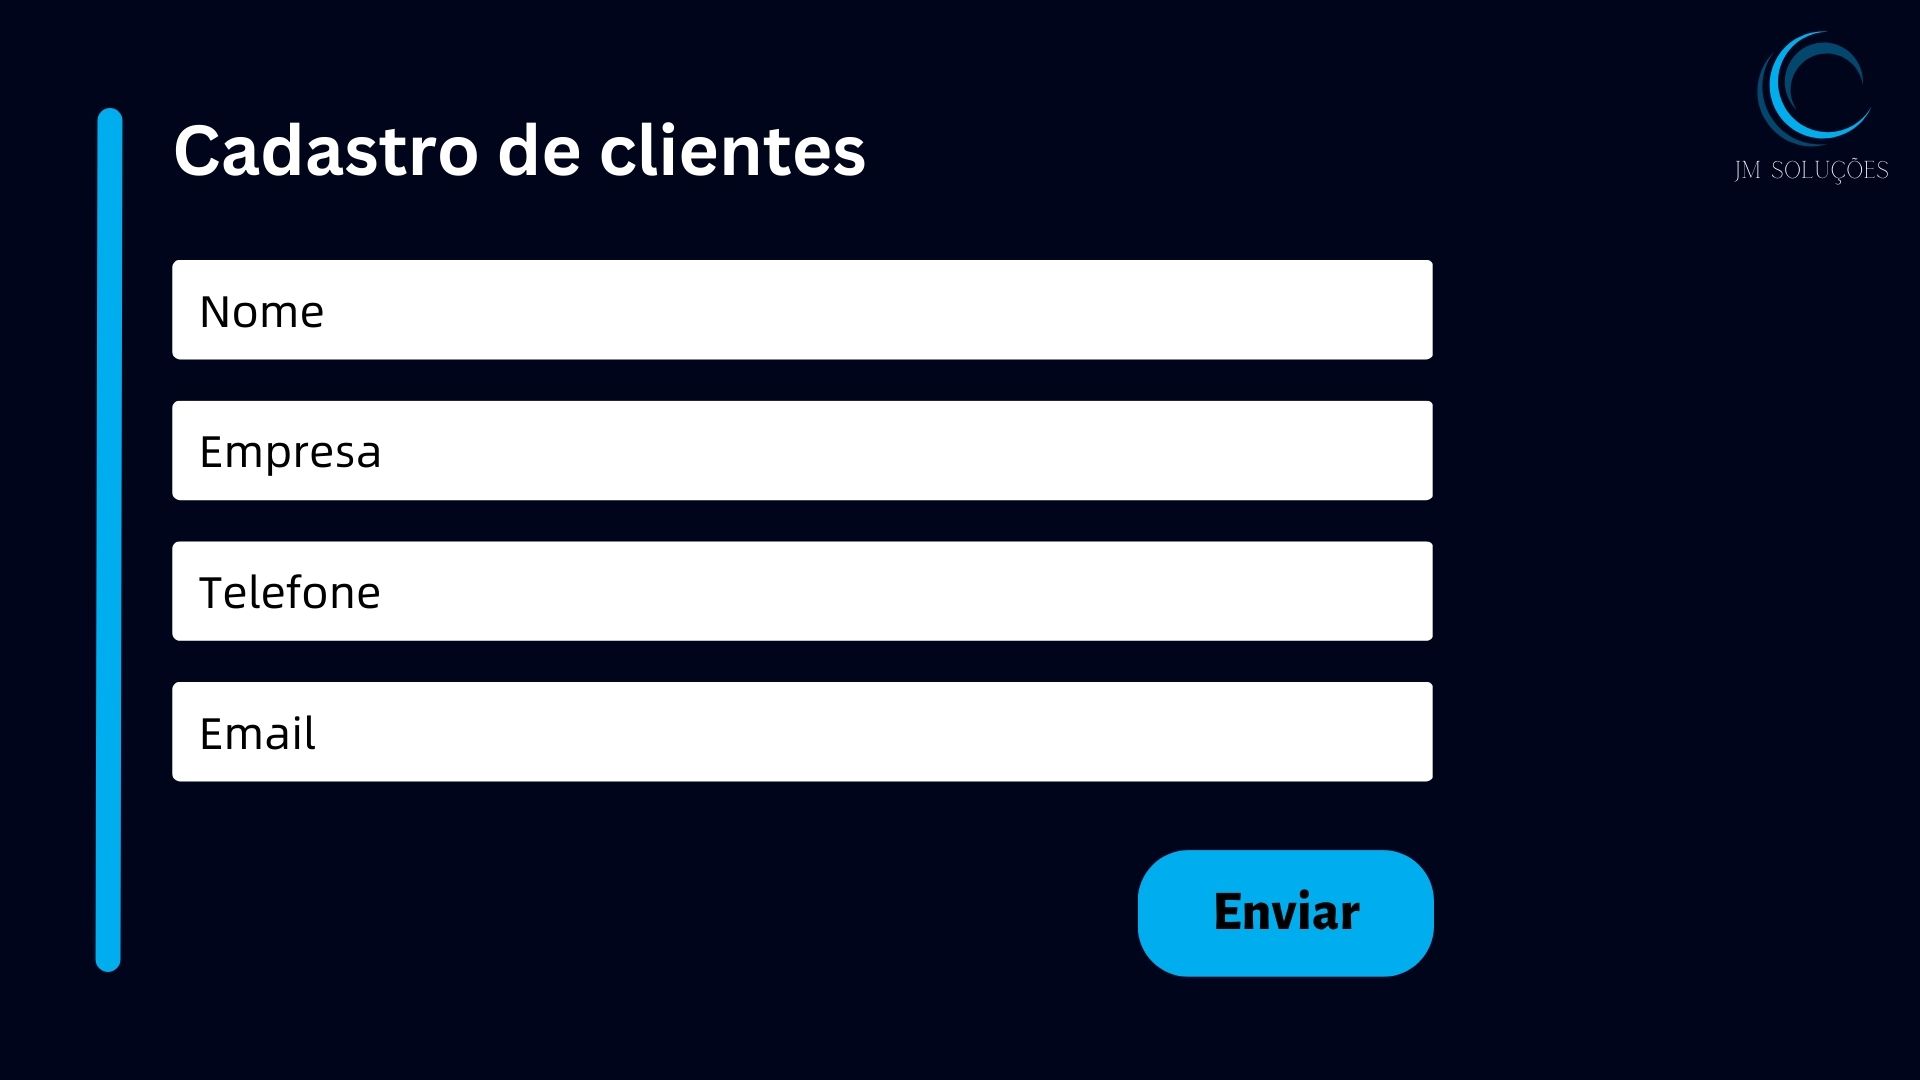 JM SOLUÇÕES
Cadastro de clientes
Nome
Empresa
Telefone
Email
Enviar